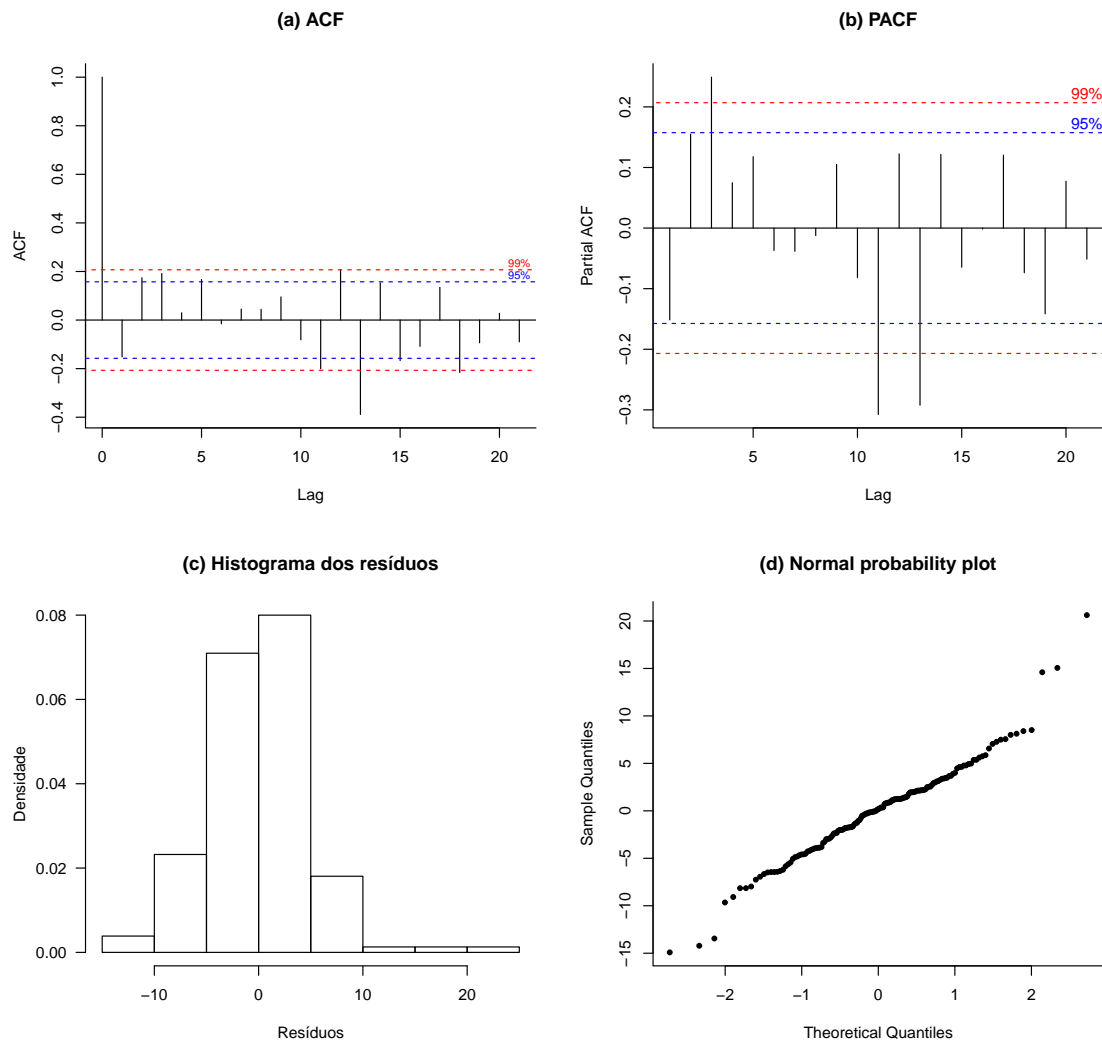 (a) ACF
ACF
1.0
0.8
0.6
0.4
0.2
0.0
−0.2
−0.4
99%
95%
0 5 10 15 20
Lag
(b) PACF
Partial ACF
0.2
0.1
0.0
−0.1
−0.2
−0.3
99%
95%
5 10 15 20
Lag
(c) Histograma dos resíduos
Densidade
0.08
0.06
0.04
0.02
0.00
−10 0 10 20
Resíduos
(d) Normal probability plot
Sample Quantiles
20
15
10
5
0
−5
−10
−15
−2 −1 0 1 2
Theoretical Quantiles